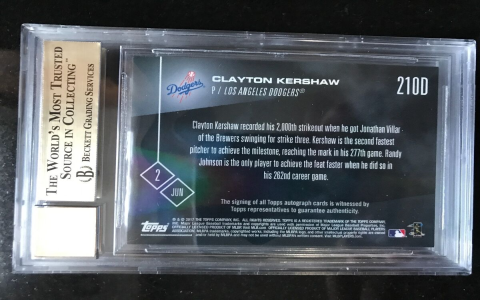 THE WORLD'S MOST TRUSTED
SOURCE IN COLLECTING™
BECKETT GRADING SERVICES
B
Dodgers
CLAYTON KERSHAW
P / LOS ANGELES DODGERS®
210D
Clayton Kershaw recorded his 2,000th strikeout when he got Jonathan Villar
of the Brewers swinging for strike three. Kershaw is the second fastest
pitcher to achieve the milestone, reaching the mark in his 277th game. Randy
Johnson is the only player to achieve the feat faster when he did so in
his 262nd career game.
2
JUN
The signing of all Topps autograph cards is witnessed by
Topps representatives to guarantee authenticity.
topps